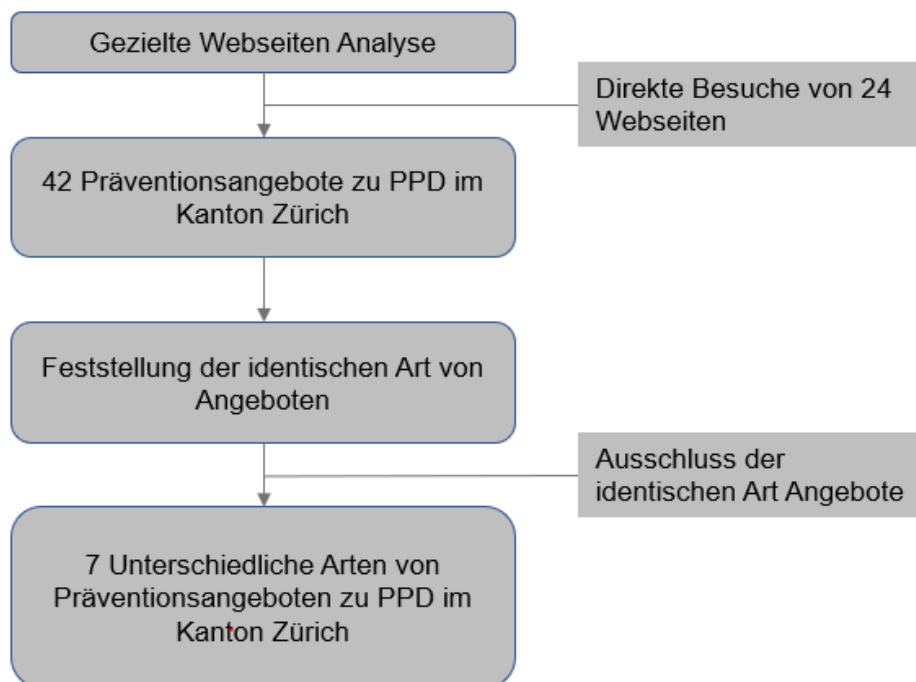 Gezielte Webseiten Analyse
Direkte Besuche von 24
Webseiten
42 Präventionsangebote zu PPD im
Kanton Zürich
Feststellung der identischen Art von
Angeboten
Ausschluss der
identischen Art Angebote
7 Unterschiedliche Arten von
Präventionsangeboten zu PPD im
Kanton Zürich